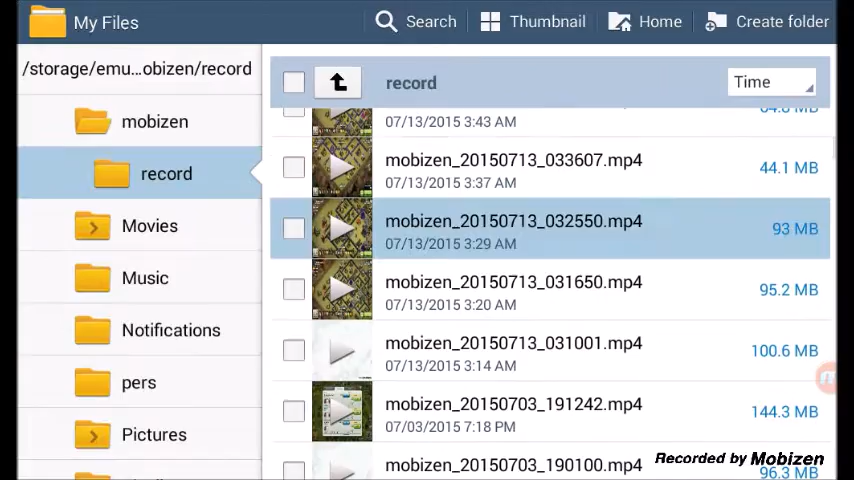 My Files
Search
Thumbnail
Home
Create folder
/storage/emu...obizen/record
record
Time
mobizen
07/13/2015 3:43 AM
record
mobizen_20150713_033607.mp4
44.1 MB
07/13/2015 3:37 AM
Movies
mobizen_20150713_032550.mp4
93 MB
07/13/2015 3:29 AM
Music
mobizen_20150713_031650.mp4
95.2 MB
07/13/2015 3:20 AM
Notifications
mobizen_20150713_031001.mp4
100.6 MB
07/13/2015 3:14 AM
pers
mobizen_20150703_191242.mp4
144.3 MB
07/03/2015 7:18 PM
Pictures
mobizen_20150703_190100.mp4
96.3 MB
Recorded by Mobizen